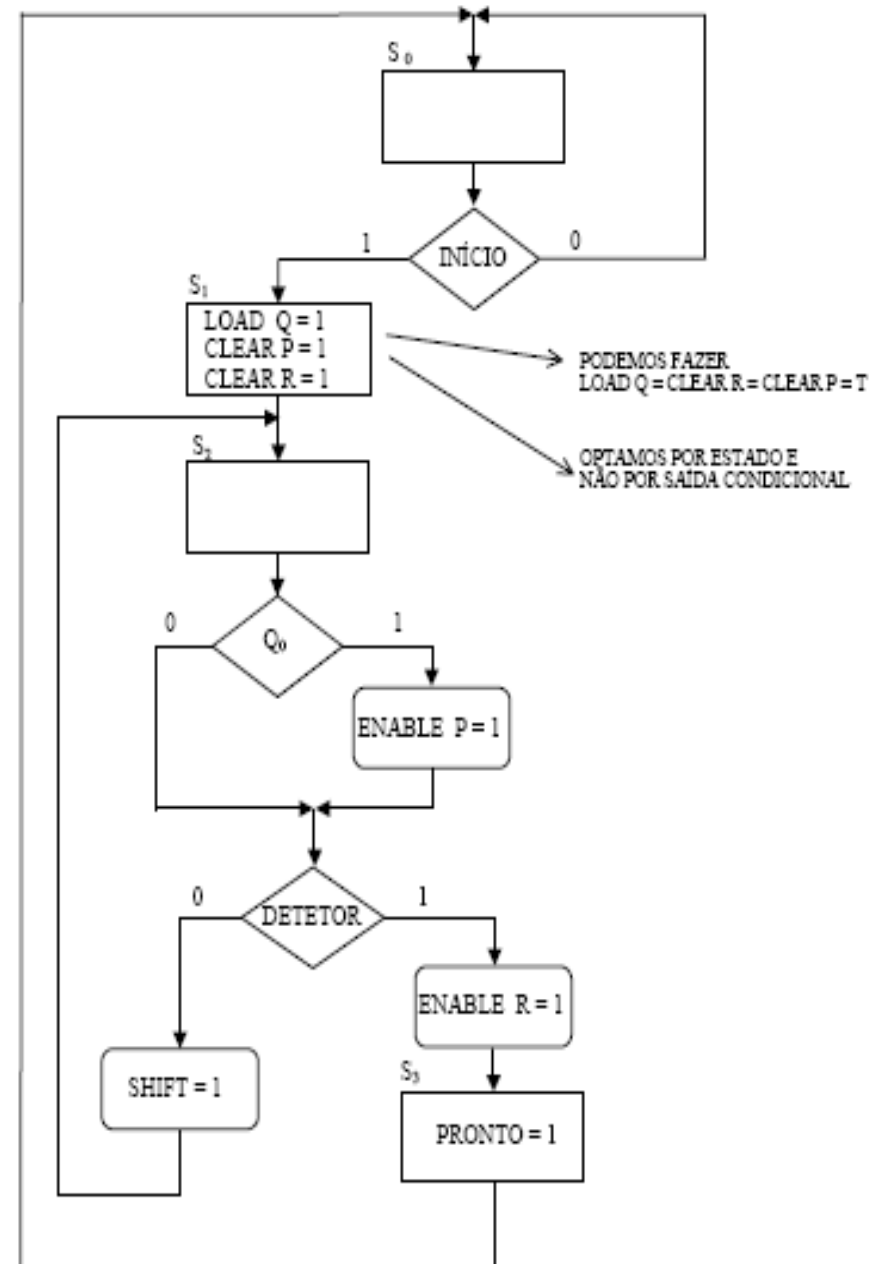 S₀
INÍCIO
1
0
S₁
LOAD Q = 1
CLEAR P = 1
CLEAR R = 1
PODEMOS FAZER
LOAD Q = CLEAR R = CLEAR P = T
OPTAMOS POR ESTADO E
NÃO POR SAÍDA CONDICIONAL
S₂
0
Q₀
1
ENABLE P = 1
0
DETETOR
1
ENABLE R = 1
SHIFT = 1
S₃
PRONTO = 1